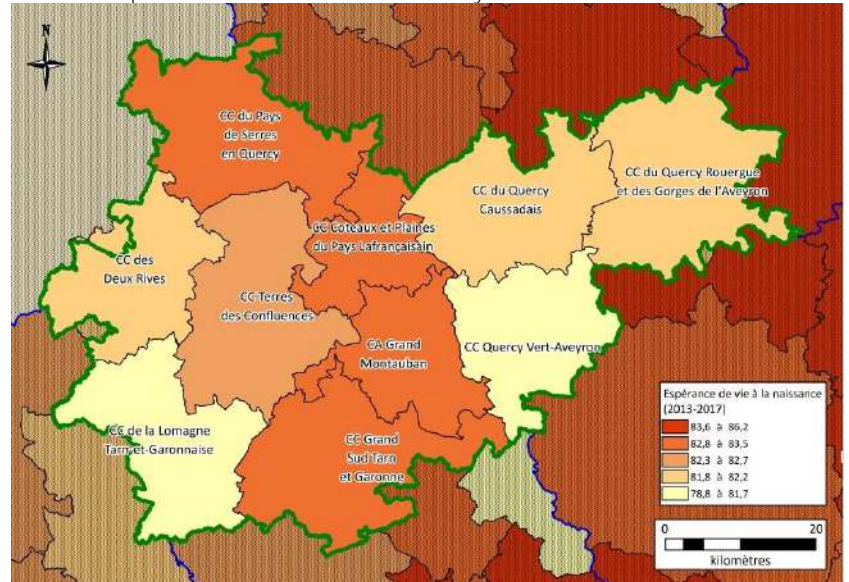 N
CC du Pays
de Serres
en Quercy
CC du Quercy
Caussadais
CC du Quercy Rouergue
et des Gorges de l'Aveyron
CC Coteaux et Plaines
du Pays Lafrançaisain
CC des
Deux Rives
CC Terres
des Confluences
CA Grand
Montauban
CC Quercy Vert-Aveyron
CC de la Lomagne
Tarn-et-Garonnaise
CC Grand
Sud Tarn
et Garonne
Espérance de vie à la naissance
(2013-2017)
83,6 à 86,2
82,8 à 83,5
82,3 à 82,7
81,8 à 82,2
78,8 à 81,7
0 20
kilomètres